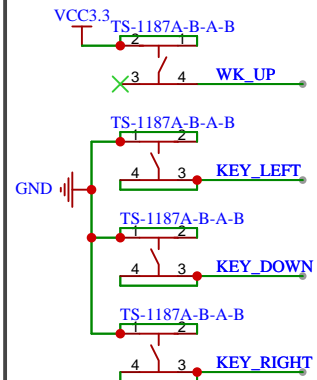 VCC3.3
TS-1187A-B-A-B
2 1
3 4
WK_UP
TS-1187A-B-A-B
1 2
4 3
KEY_LEFT
GND
TS-1187A-B-A-B
1 2
4 3
KEY_DOWN
TS-1187A-B-A-B
1 2
4 3
KEY_RIGHT